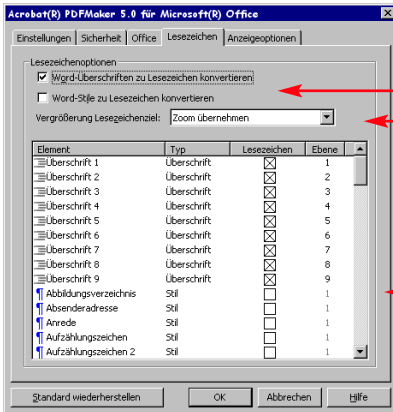 Acrobat(R) PDFMaker 5.0 für Microsoft(R) Office
Einstellungen Sicherheit Office Lesezeichen Anzeigeoptionen
Lesezeichenoptionen
Word-Überschriften zu Lesezeichen konvertieren
Word-Stile zu Lesezeichen konvertieren
Vergrößerung Lesezeichenziel: Zoom übernehmen
Element Typ Lesezeichen Ebene
Überschrift 1 Überschrift 1
Überschrift 2 Überschrift 2
Überschrift 3 Überschrift 3
Überschrift 4 Überschrift 4
Überschrift 5 Überschrift 5
Überschrift 6 Überschrift 6
Überschrift 7 Überschrift 7
Überschrift 8 Überschrift 8
Überschrift 9 Überschrift 9
Abbildungsverzeichnis Stil 1
Absenderadresse Stil 1
Anrede Stil 1
Aufzählungszeichen Stil 1
Aufzählungszeichen 2 Stil 1
Standard wiederherstellen OK Abbrechen Hilfe